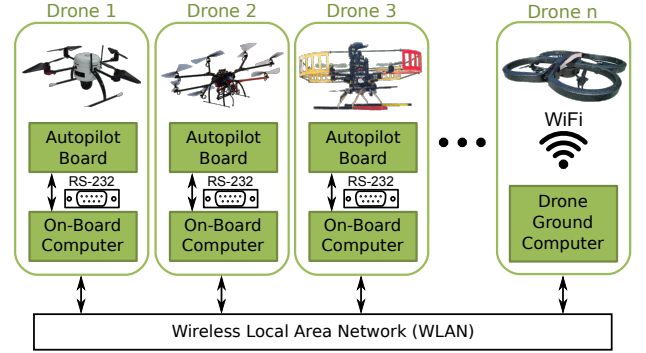 Drone 1
Drone 2
Drone 3
Drone n
WiFi
Autopilot
Board
Autopilot
Board
Autopilot
Board
RS-232
RS-232
RS-232
On-Board
Computer
On-Board
Computer
On-Board
Computer
Drone
Ground
Computer
Wireless Local Area Network (WLAN)